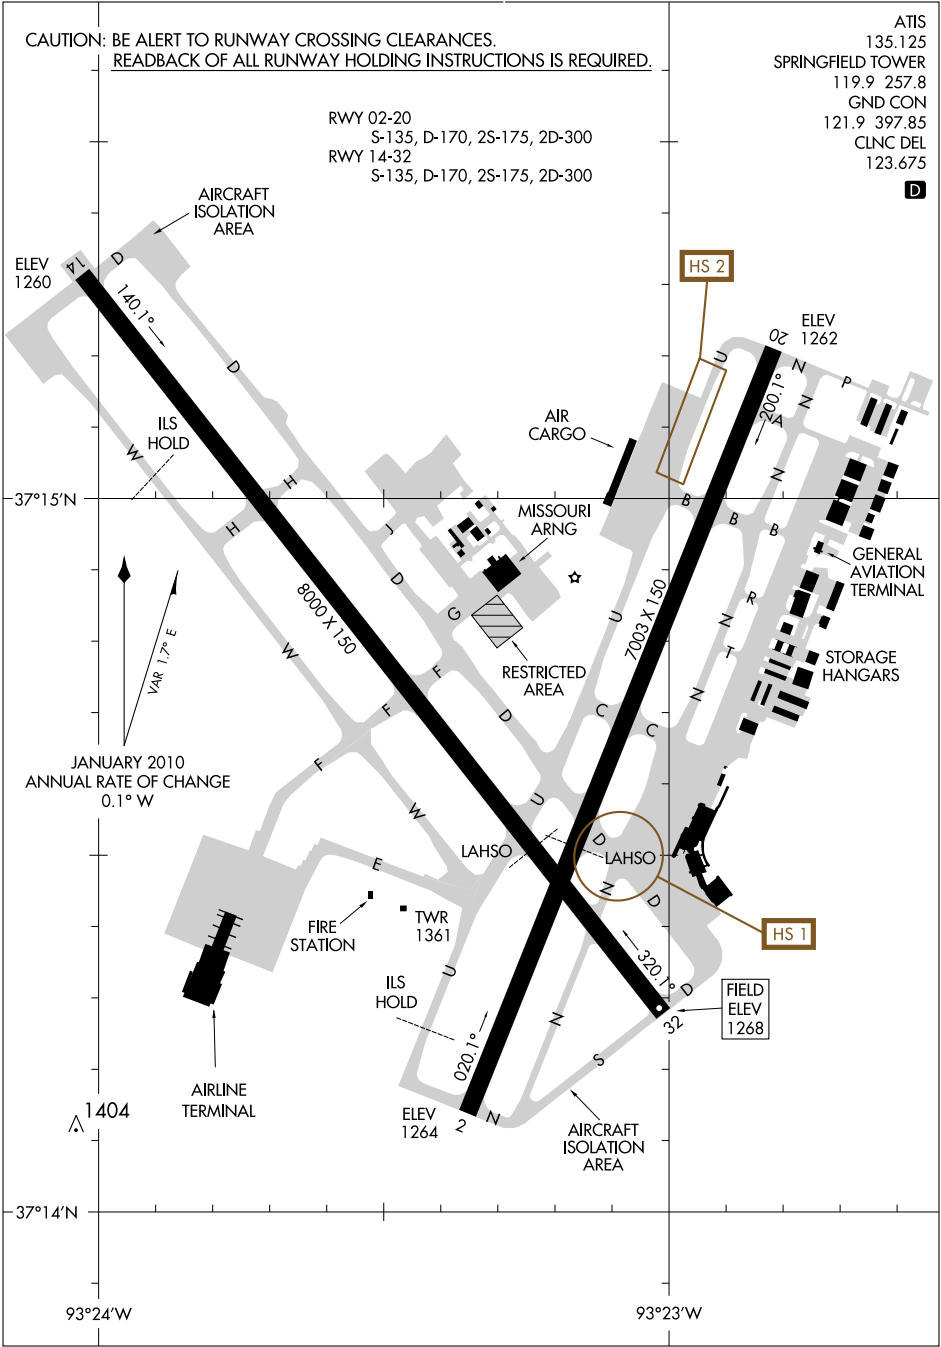 CAUTION: BE ALERT TO RUNWAY CROSSING CLEARANCES.
READBACK OF ALL RUNWAY HOLDING INSTRUCTIONS IS REQUIRED.
ATIS
135.125
SPRINGFIELD TOWER
119.9 257.8
GND CON
121.9 397.85
CLNC DEL
123.675
D
RWY 02-20
S-135, D-170, 2S-175, 2D-300
RWY 14-32
S-135, D-170, 2S-175, 2D-300
AIRCRAFT
ISOLATION
AREA
ELEV
1260
14
D
140.1°
D
HS 2
ELEV
1262
20
U
N
P
N
A
200.1°
N
ILS
HOLD
W
AIR
CARGO
37°15'N
H
H
J
D
MISSOURI
ARNG
B
B
B
GENERAL
AVIATION
TERMINAL
8000 X 150
W
G
U
7003 X 150
R
N
T
N
VAR 1.7° E
RESTRICTED
AREA
STORAGE
HANGARS
F
F
F
D
C
C
JANUARY 2010
ANNUAL RATE OF CHANGE
0.1° W
W
U
LAHSO
D
LAHSO
E
N
D
FIRE
STATION
TWR
1361
HS 1
U
ILS
HOLD
320.1°
D
FIELD
ELEV
1268
32
020.1°
N
S
AIRLINE
TERMINAL
1404
ELEV
1264
2
N
AIRCRAFT
ISOLATION
AREA
37°14'N
93°24'W
93°23'W